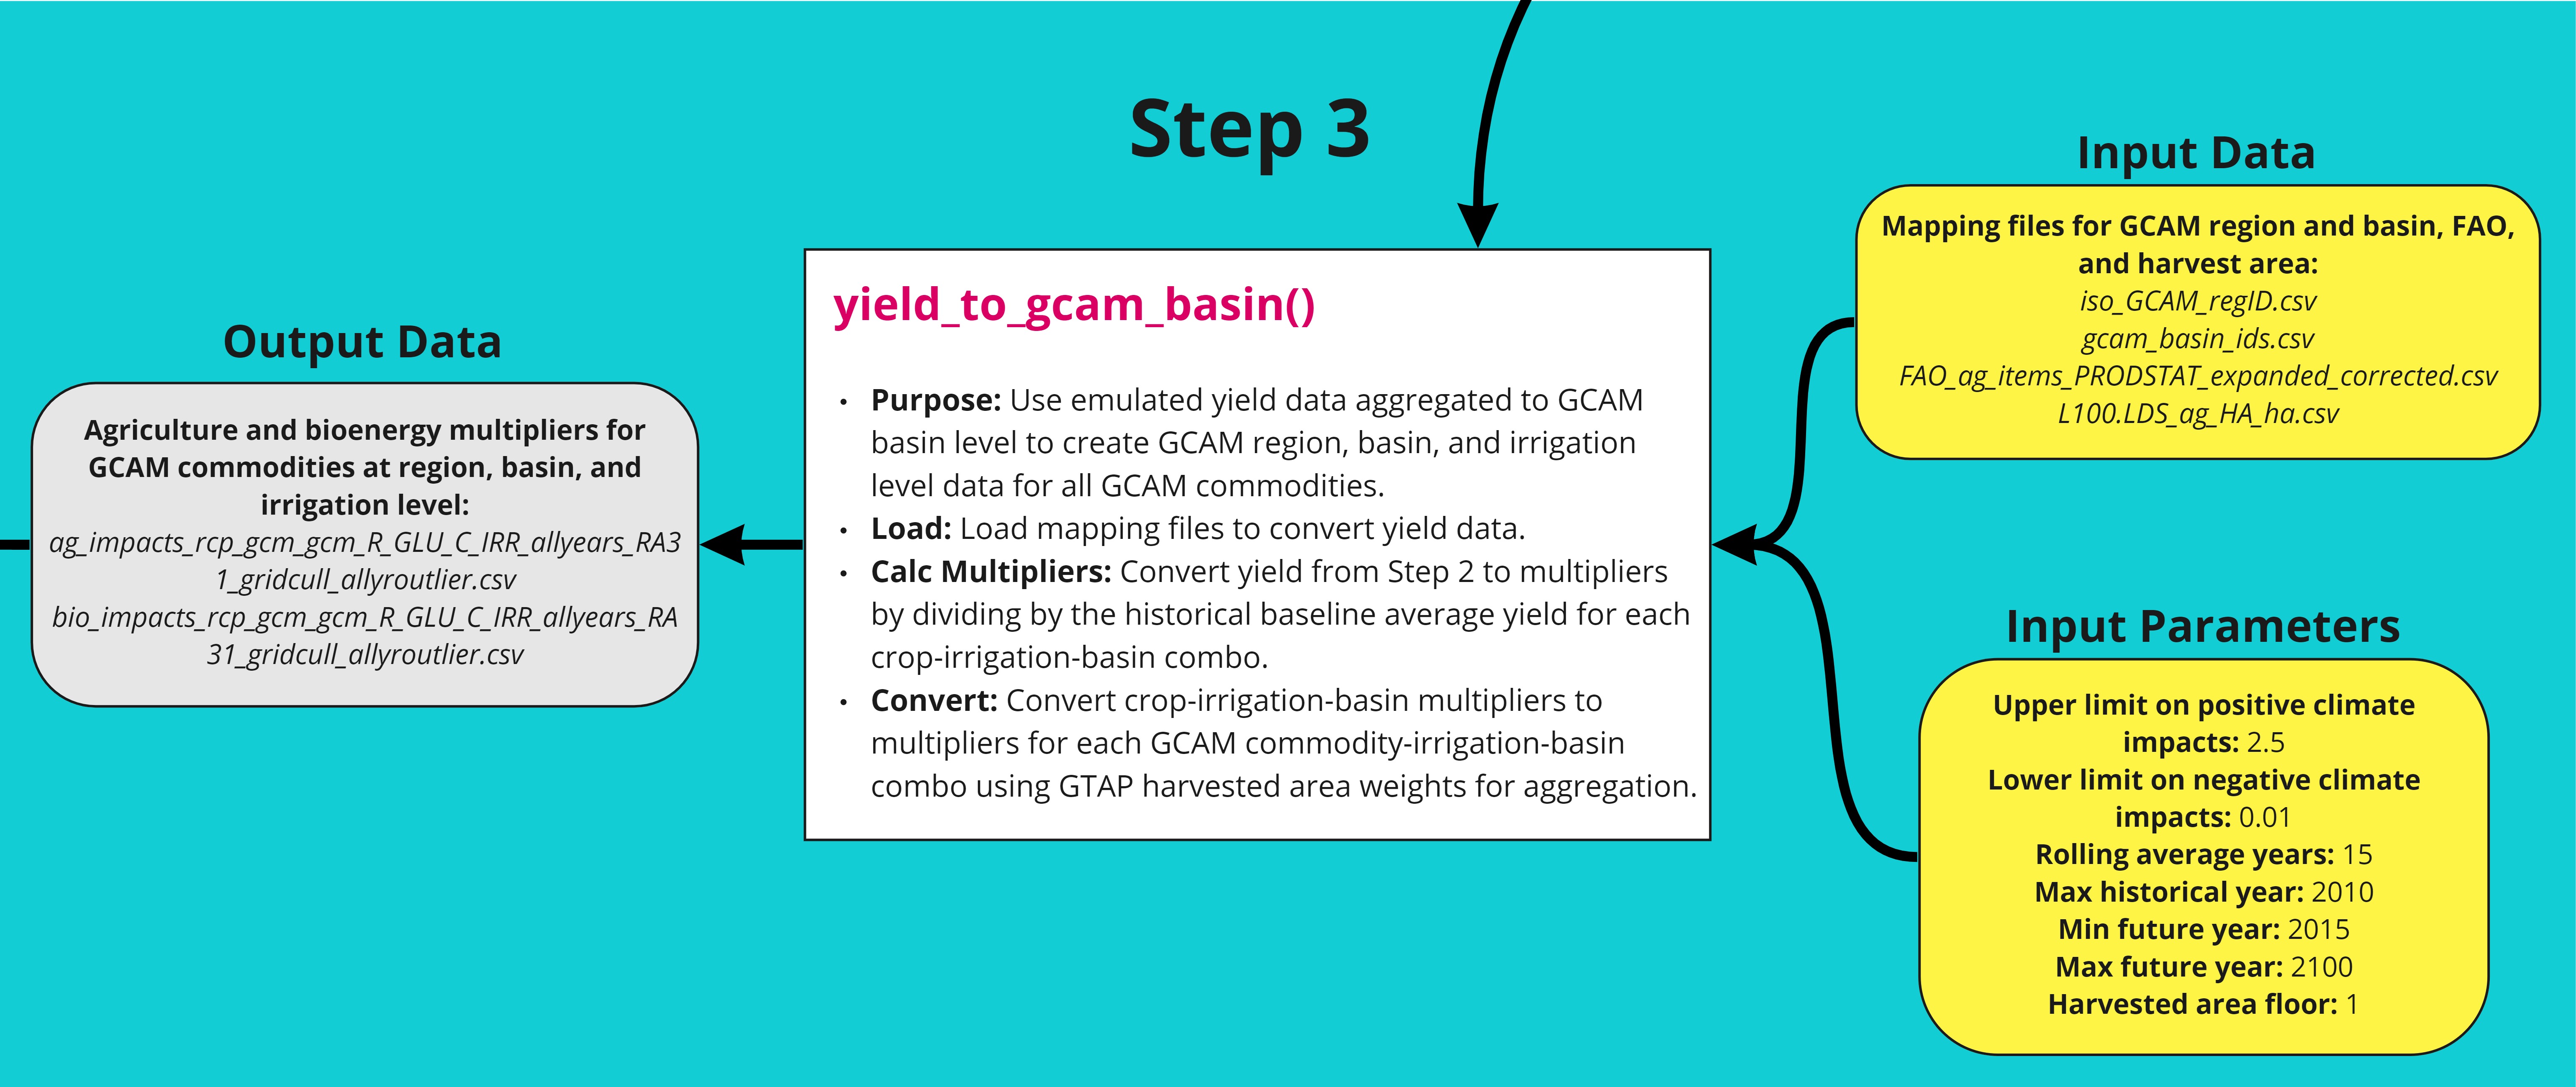 Step 3
Output Data
Agriculture and bioenergy multipliers for
GCAM commodities at region, basin, and
irrigation level:
ag_impacts_rcp_gcm_gcm_R_GLU_C_IRR_allyears_RA3
1_gridcull_allyroutlier.csv
bio_impacts_rcp_gcm_gcm_R_GLU_C_IRR_allyears_RA
31_gridcull_allyroutlier.csv
yield_to_gcam_basin()
• Purpose: Use emulated yield data aggregated to GCAM
basin level to create GCAM region, basin, and irrigation
level data for all GCAM commodities.
• Load: Load mapping files to convert yield data.
• Calc Multipliers: Convert yield from Step 2 to multipliers
by dividing by the historical baseline average yield for each
crop-irrigation-basin combo.
• Convert: Convert crop-irrigation-basin multipliers to
multipliers for each GCAM commodity-irrigation-basin
combo using GTAP harvested area weights for aggregation.
Input Data
Mapping files for GCAM region and basin, FAO,
and harvest area:
iso_GCAM_regID.csv
gcam_basin_ids.csv
FAO_ag_items_PRODSTAT_expanded_corrected.csv
L100.LDS_ag_HA_ha.csv
Input Parameters
Upper limit on positive climate
impacts: 2.5
Lower limit on negative climate
impacts: 0.01
Rolling average years: 15
Max historical year: 2010
Min future year: 2015
Max future year: 2100
Harvested area floor: 1